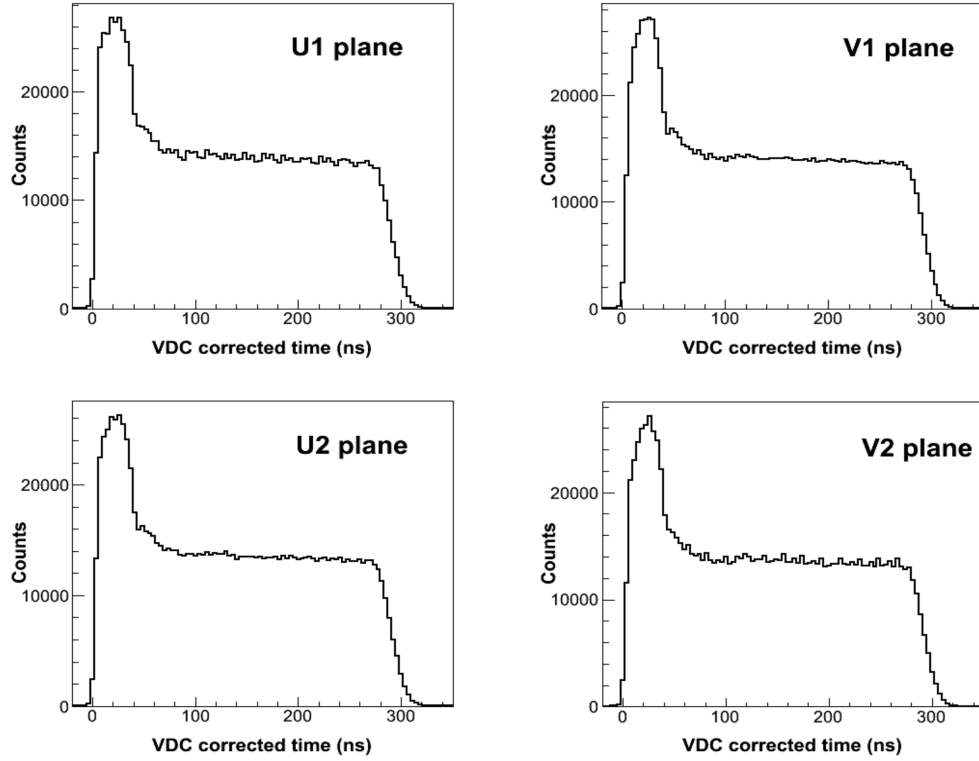 U1 plane
20000
10000
0
Counts
0 100 200 300
VDC corrected time (ns)
V1 plane
20000
10000
0
Counts
0 100 200 300
VDC corrected time (ns)
U2 plane
20000
10000
0
Counts
0 100 200 300
VDC corrected time (ns)
V2 plane
20000
10000
0
Counts
0 100 200 300
VDC corrected time (ns)